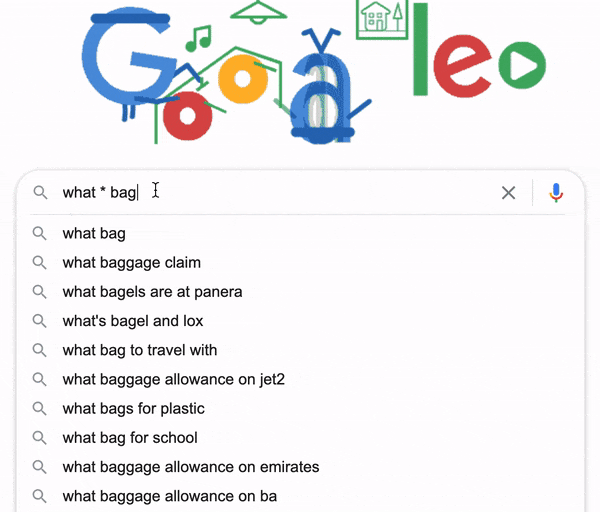 Google
what * bag
what bag
what baggage claim
what bagels are at panera
what's bagel and lox
what bag to travel with
what baggage allowance on jet2
what bags for plastic
what bag for school
what baggage allowance on emirates
what baggage allowance on ba